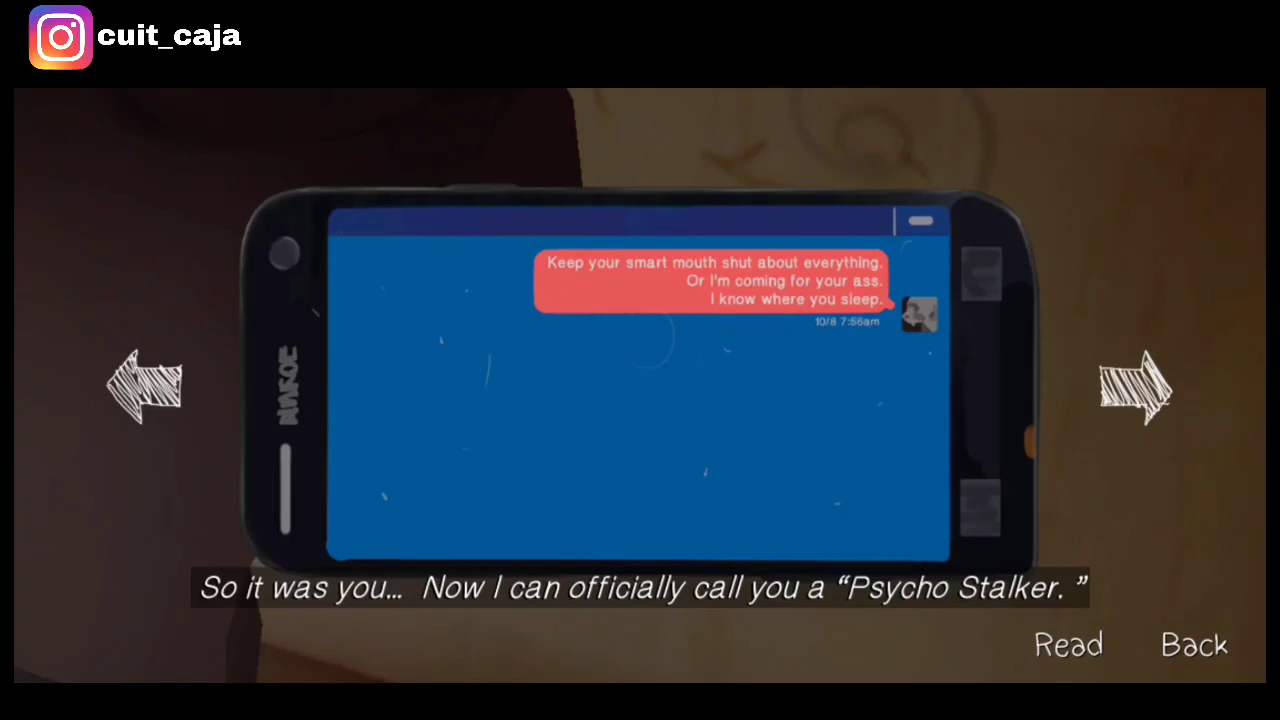 cuit_caja
Keep your smart mouth shut about everything.
Or I'm coming for your ass.
I know where you sleep.
10/8 7:56am
So it was you... Now I can officially call you a “Psycho Stalker. ”
Read
Back